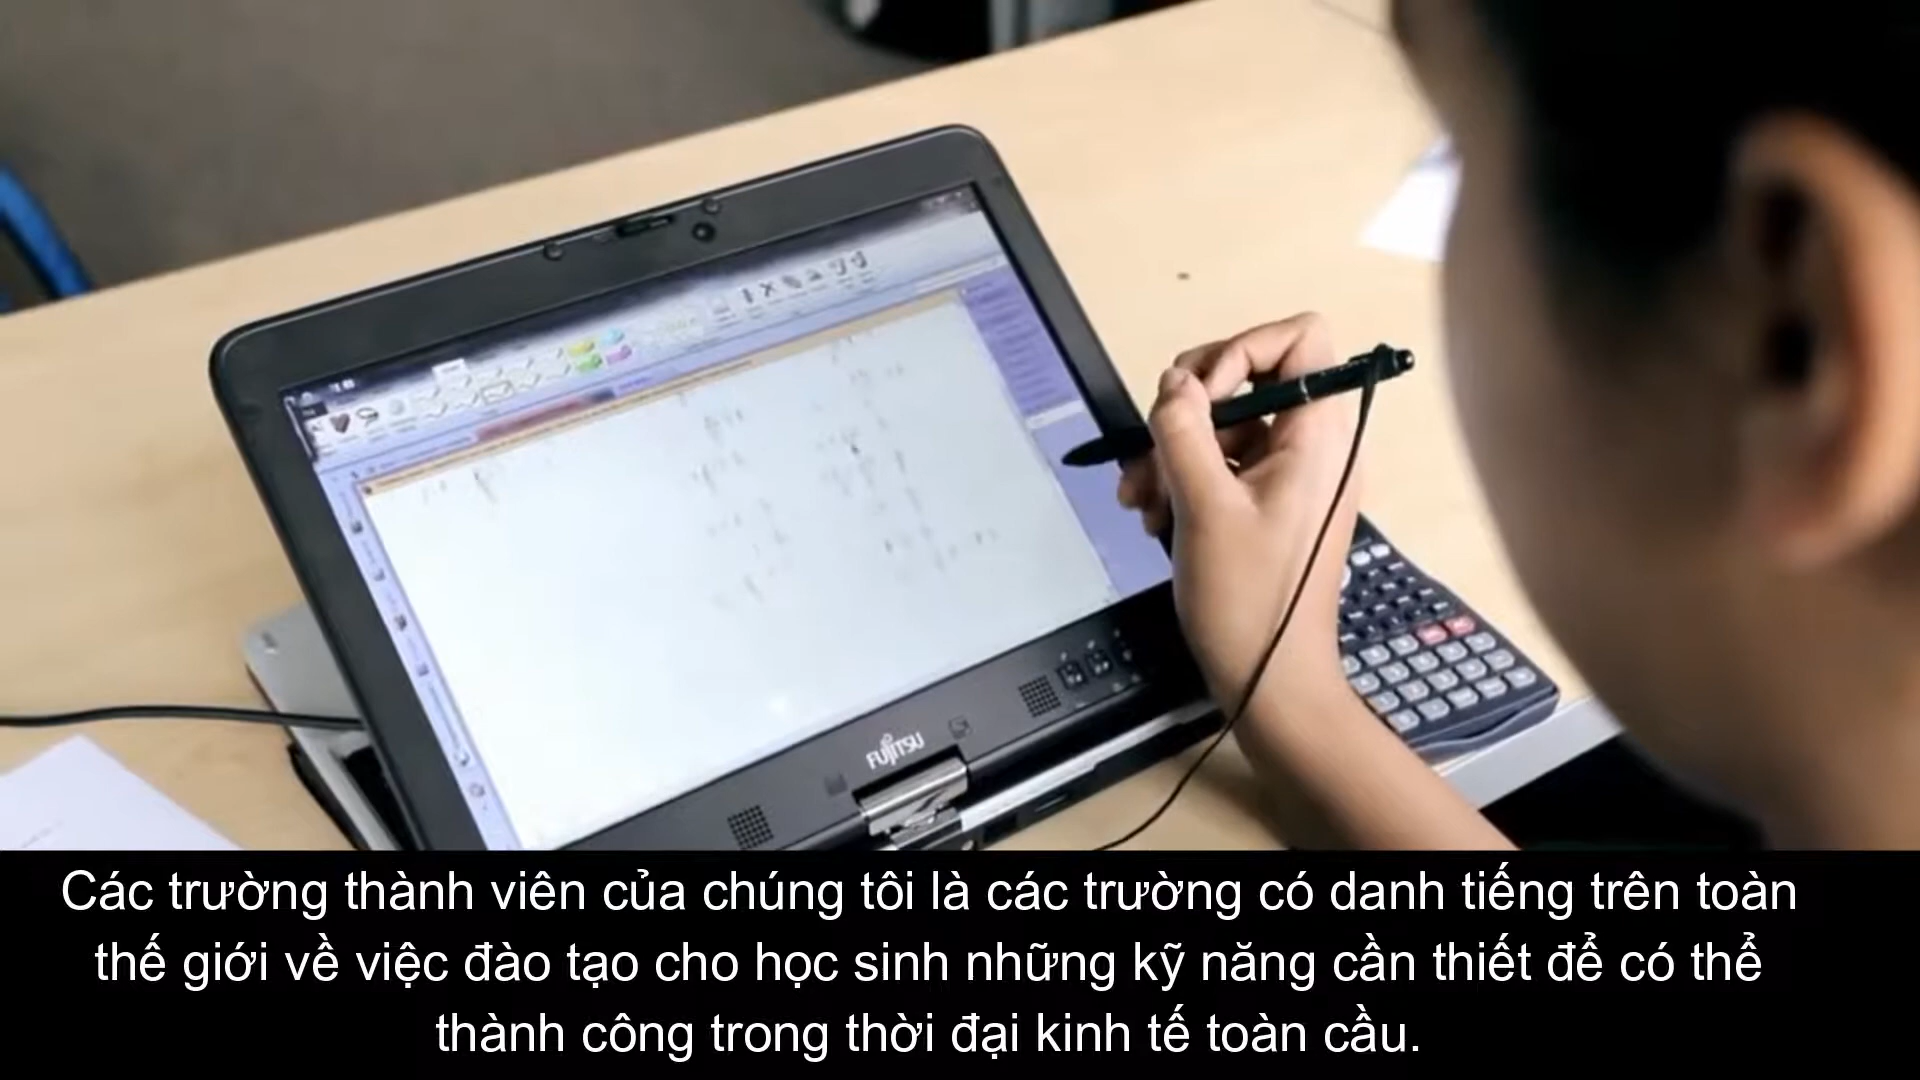 FUJITSU
Các trường thành viên của chúng tôi là các trường có danh tiếng trên toàn
thế giới về việc đào tạo cho học sinh những kỹ năng cần thiết để có thể
thành công trong thời đại kinh tế toàn cầu.